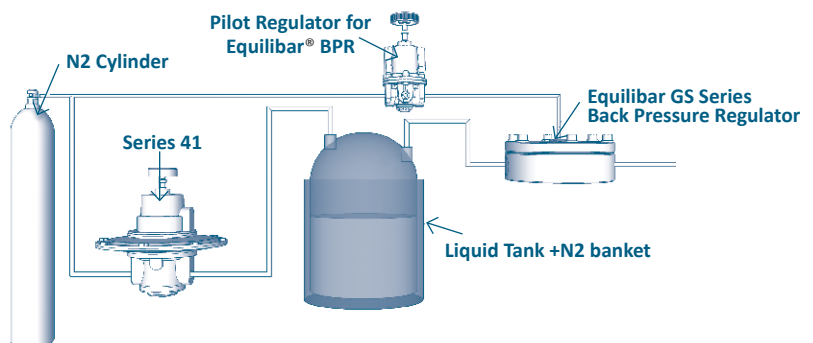 Pilot Regulator for
Equilibar® BPR
N2 Cylinder
Equilibar GS Series
Back Pressure Regulator
Series 41
Liquid Tank +N2 banket